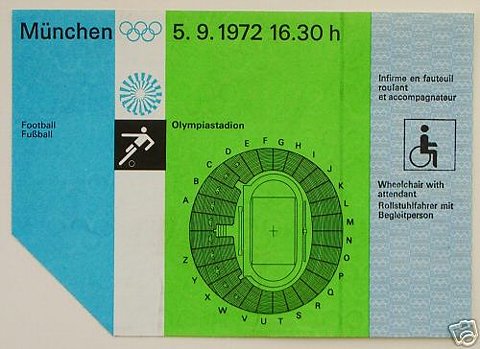 München
5. 9. 1972 16.30 h
Football
Fußball
Olympiastadion
A
B
C
D
E
F
G
H
I
J
K
L
M
N
O
P
Q
R
S
T
U
V
W
X
Y
Z
Infirme en fauteuil
roulant
et accompagnateur
Wheelchair with
attendant
Rollstuhlfahrer mit
Begleitperson